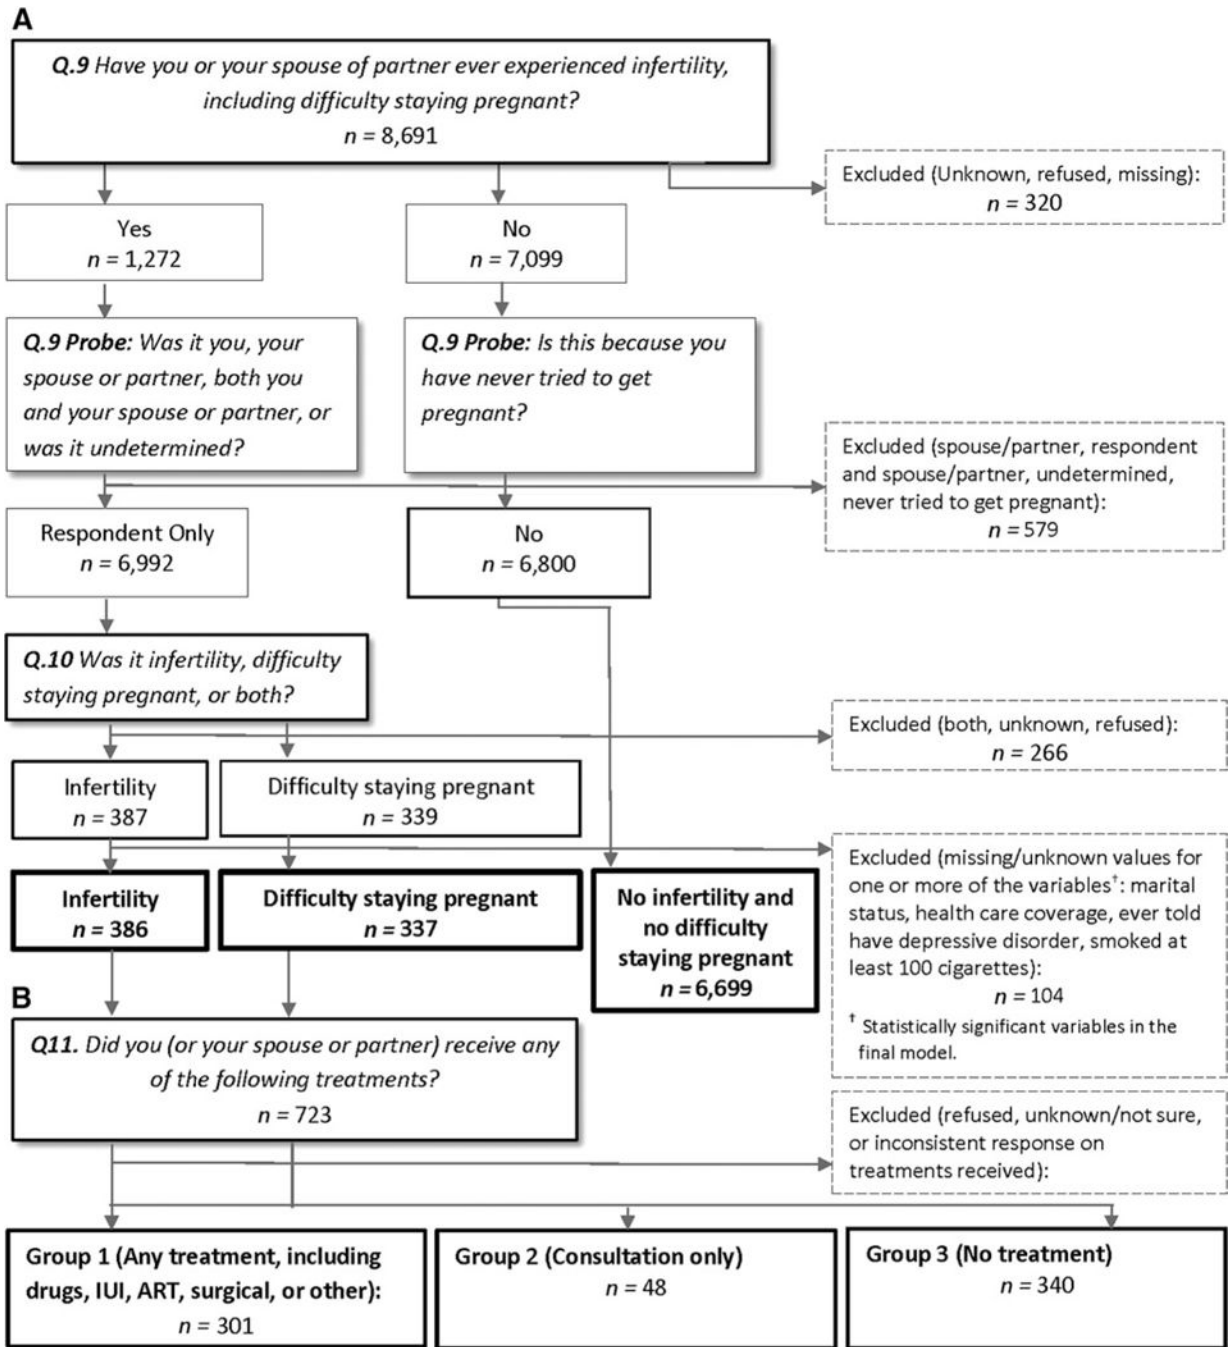 A
Q.9 Have you or your spouse of partner ever experienced infertility,
including difficulty staying pregnant?
n = 8,691
Excluded (Unknown, refused, missing):
n = 320
Yes
n = 1,272
No
n = 7,099
Q.9 Probe: Was it you, your
spouse or partner, both you
and your spouse or partner, or
was it undetermined?
Q.9 Probe: Is this because you
have never tried to get
pregnant?
Excluded (spouse/partner, respondent
and spouse/partner, undetermined,
never tried to get pregnant):
n = 579
Respondent Only
n = 6,992
No
n = 6,800
Q.10 Was it infertility, difficulty
staying pregnant, or both?
Excluded (both, unknown, refused):
n = 266
Infertility
n = 387
Difficulty staying pregnant
n = 339
Excluded (missing/unknown values for
one or more of the variables†: marital
status, health care coverage, ever told
have depressive disorder, smoked at
least 100 cigarettes):
n = 104
† Statistically significant variables in the
final model.
Infertility
n = 386
Difficulty staying pregnant
n = 337
No infertility and
no difficulty
staying pregnant
n = 6,699
B
Q11. Did you (or your spouse or partner) receive any
of the following treatments?
n = 723
Excluded (refused, unknown/not sure,
or inconsistent response on
treatments received):
Group 1 (Any treatment, including
drugs, IUI, ART, surgical, or other):
n = 301
Group 2 (Consultation only)
n = 48
Group 3 (No treatment)
n = 340